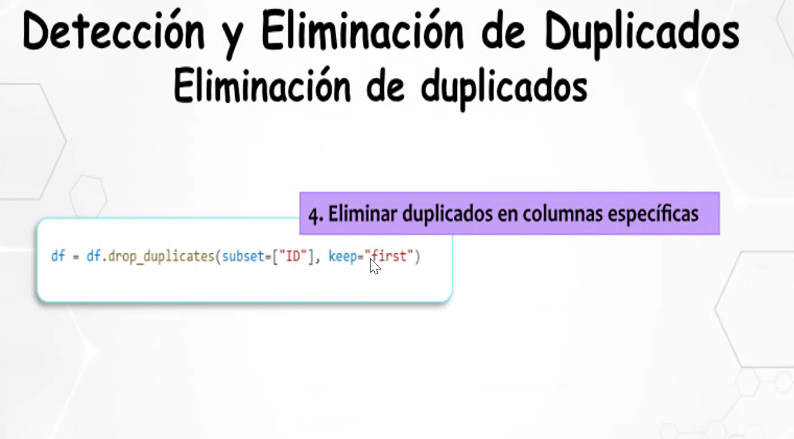 Detección y Eliminación de Duplicados
Eliminación de duplicados
4. Eliminar duplicados en columnas específicas
df = df.drop_duplicates(subset=["ID"], keep="first")